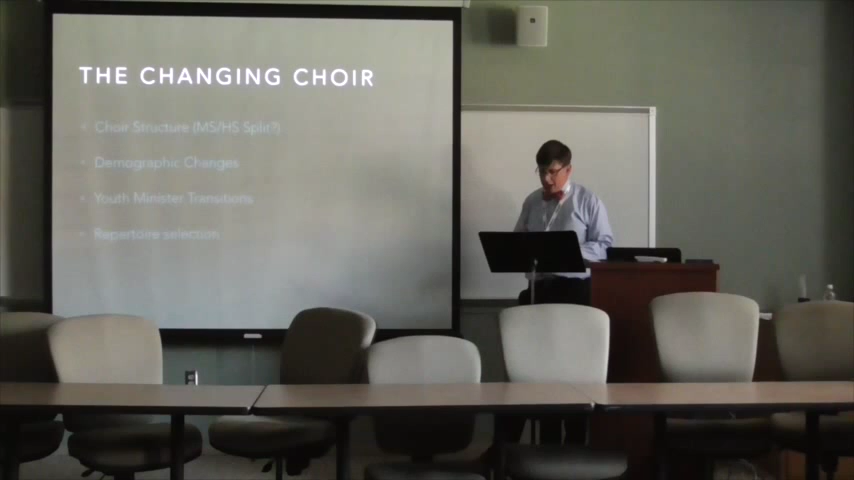 THE CHANGING CHOIR
Choir Structure (MS/HS Split?)
Demographic Changes
Youth Minister Transitions
Repertoire selection